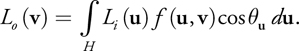 L_o(𝐯) = ∫_H L_i(𝐮) f(𝐮, 𝐯) cos θ_𝐮 d𝐮.